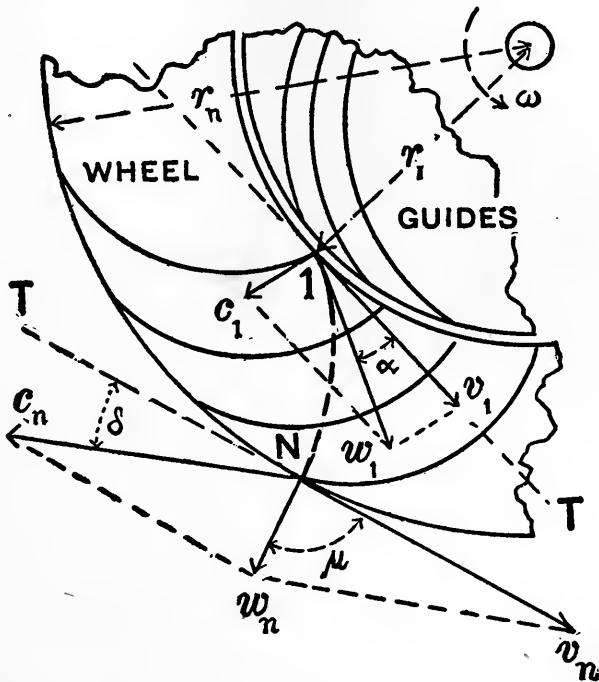 ω
r_n
r_1
WHEEL
GUIDES
1
T
c_1
α
v_1
c_n
δ
N
w_1
T
μ
w_n
v_n